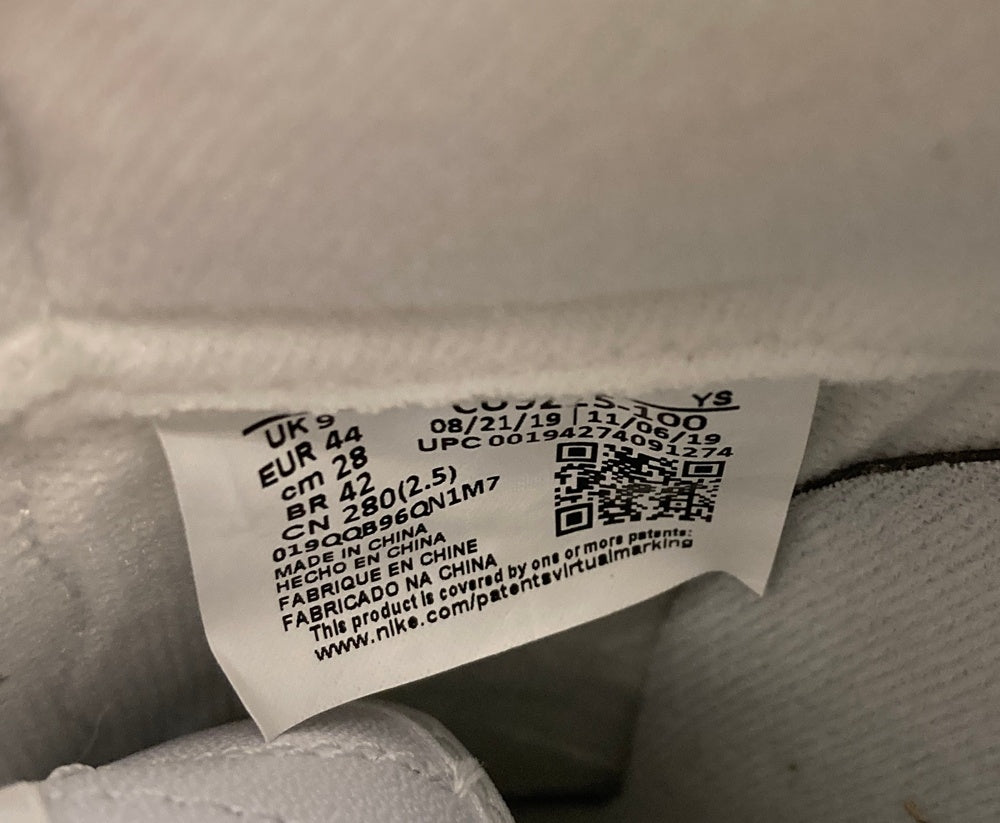 UK 9
EUR 44
cm 28
BR 42
CN 280(2.5)
019QQB96QN1M7
MADE IN CHINA
HECHO EN CHINA
FABRIQUE EN CHINE
FABRICADO NA CHINA
This product is covered by one or more patents:
www.nike.com/patentsvirtualmarking
YS
08/21/19 11/06/19
UPC 00194274091274